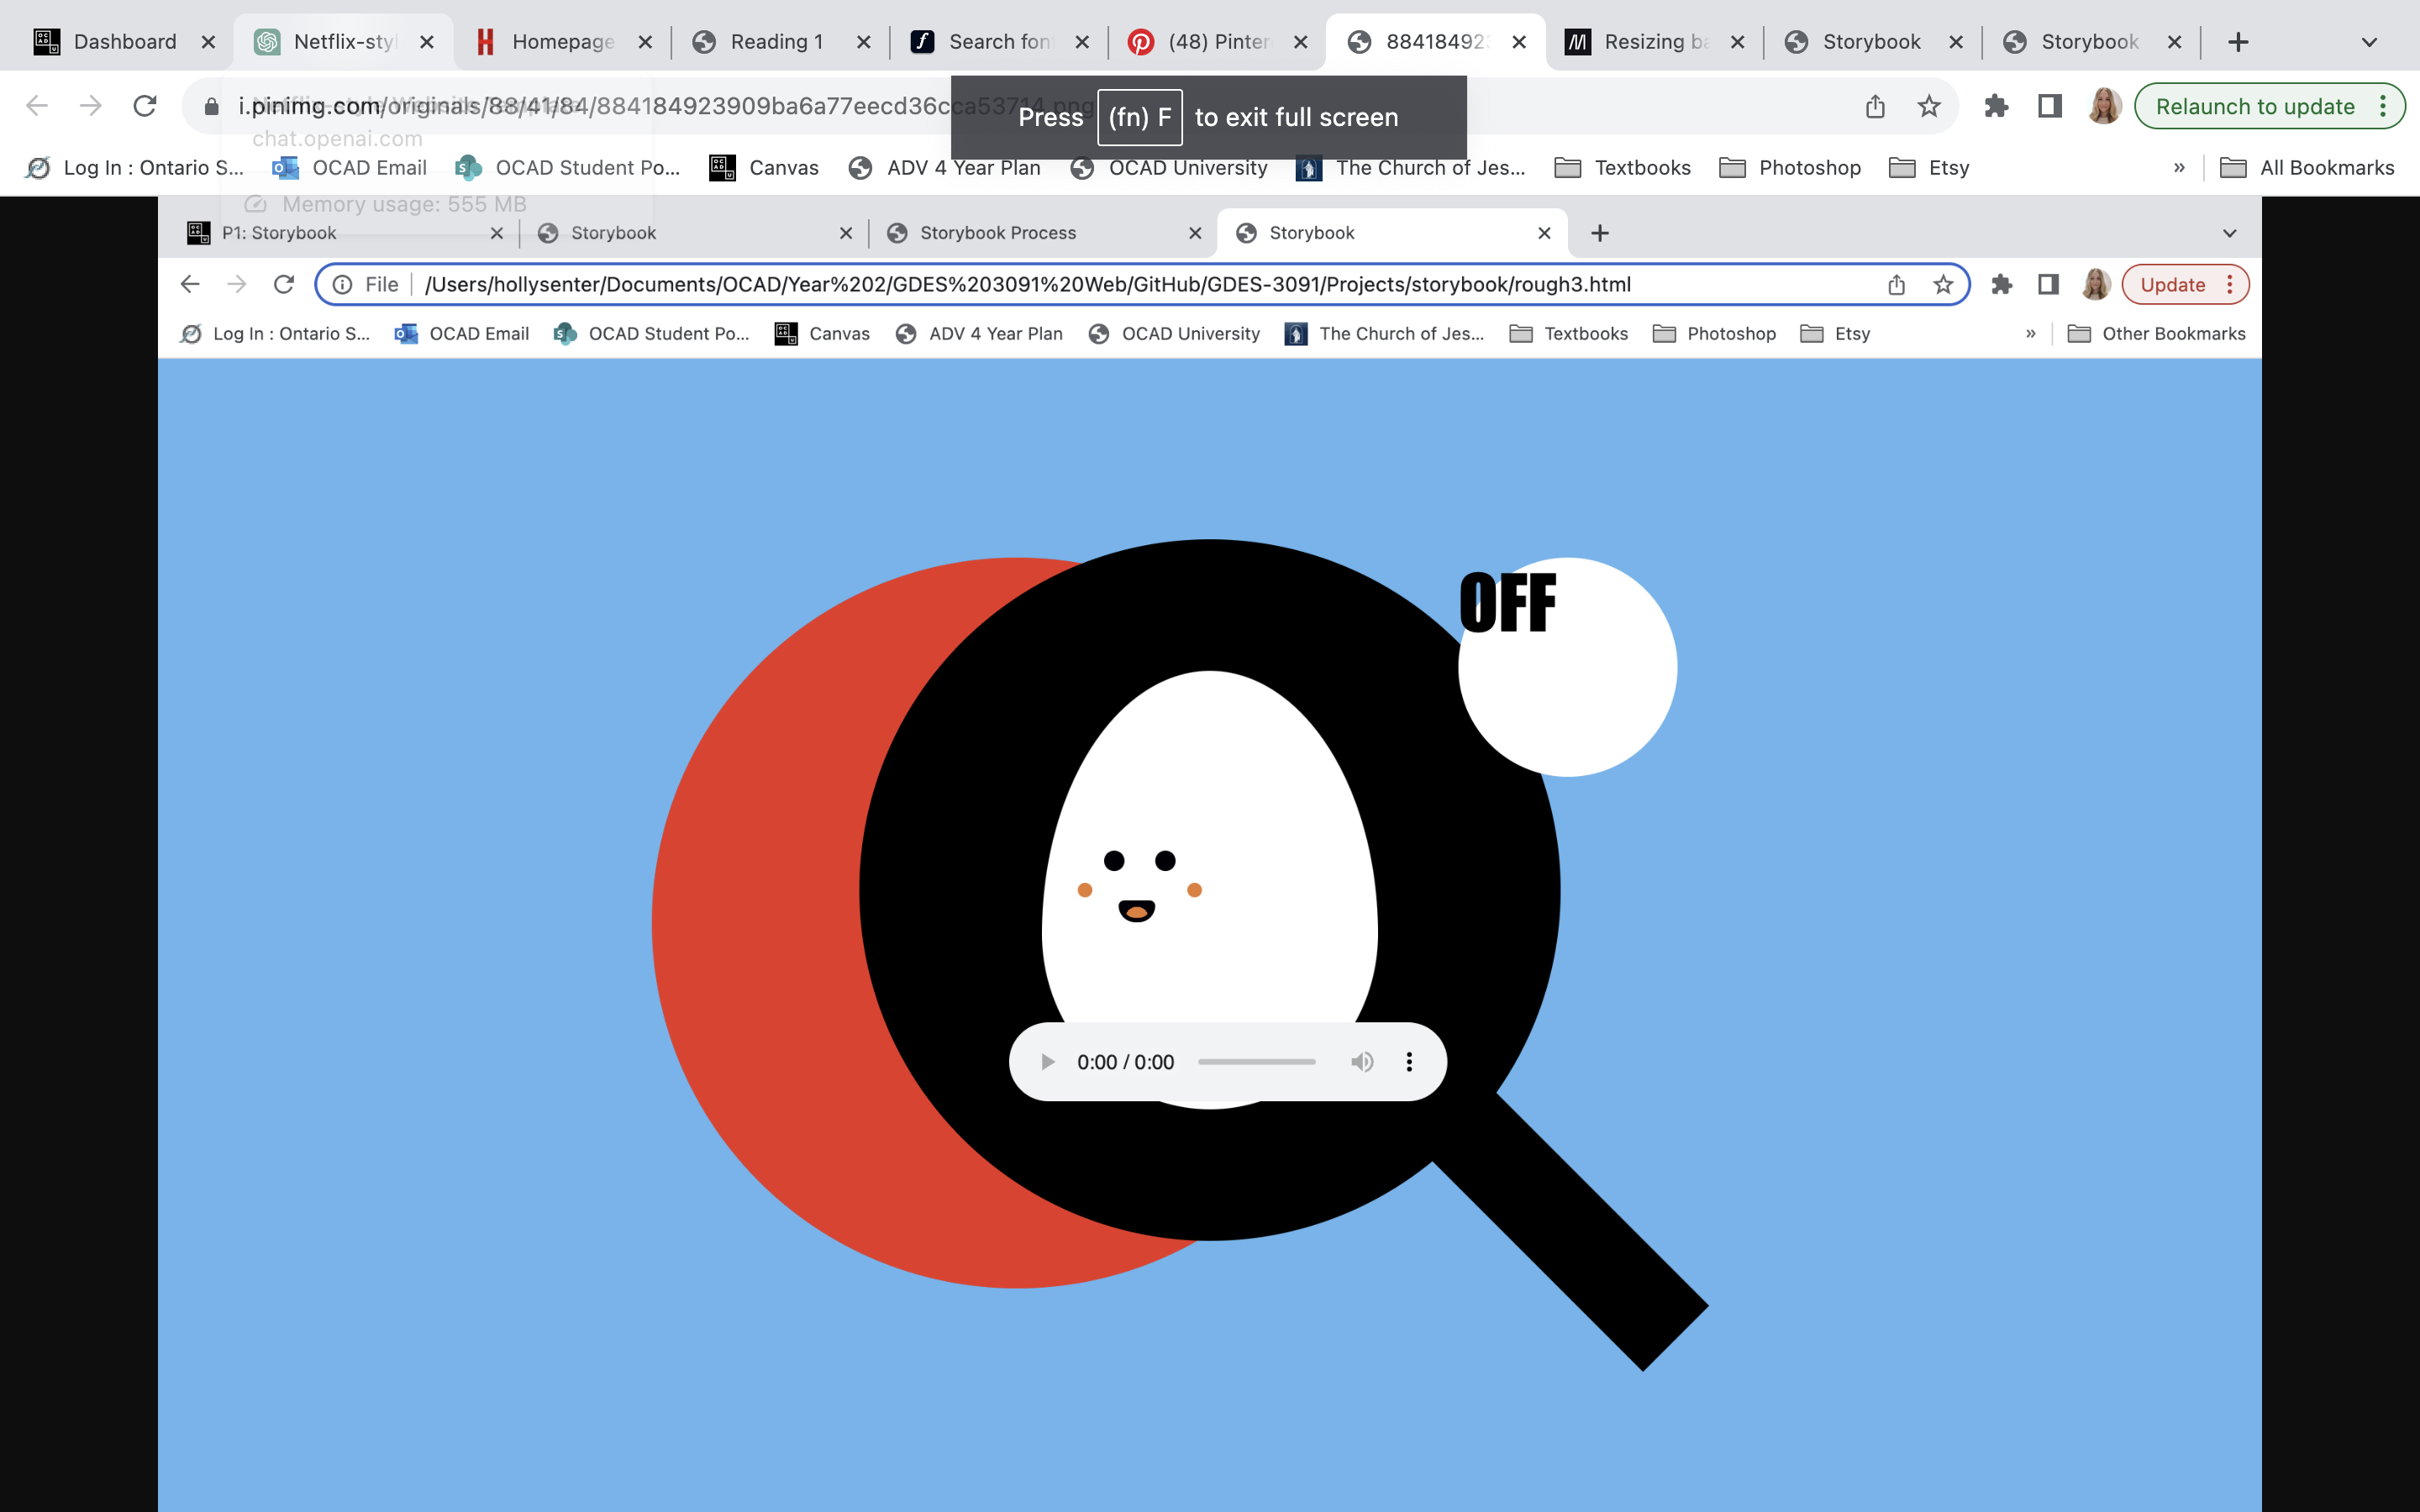 Dashboard
Netflix-styl
Homepage
Reading 1
Search fon
(48) Pinter
884184923
Resizing ba
Storybook
Storybook
i.pinimg.com/originals/88/41/84/884184923909ba6a77eecd36cca53714.png
Relaunch to update
chat.openai.com
Press (fn) F to exit full screen
Log In : Ontario S...
OCAD Email
OCAD Student Po...
Canvas
ADV 4 Year Plan
OCAD University
The Church of Jes...
Textbooks
Photoshop
Etsy
»
All Bookmarks
Memory usage: 555 MB
P1: Storybook
Storybook
Storybook Process
Storybook
File
/Users/hollysenter/Documents/OCAD/Year%202/GDES%203091%20Web/GitHub/GDES-3091/Projects/storybook/rough3.html
Update
Log In : Ontario S...
OCAD Email
OCAD Student Po...
Canvas
ADV 4 Year Plan
OCAD University
The Church of Jes...
Textbooks
Photoshop
Etsy
»
Other Bookmarks
OFF
0:00 / 0:00